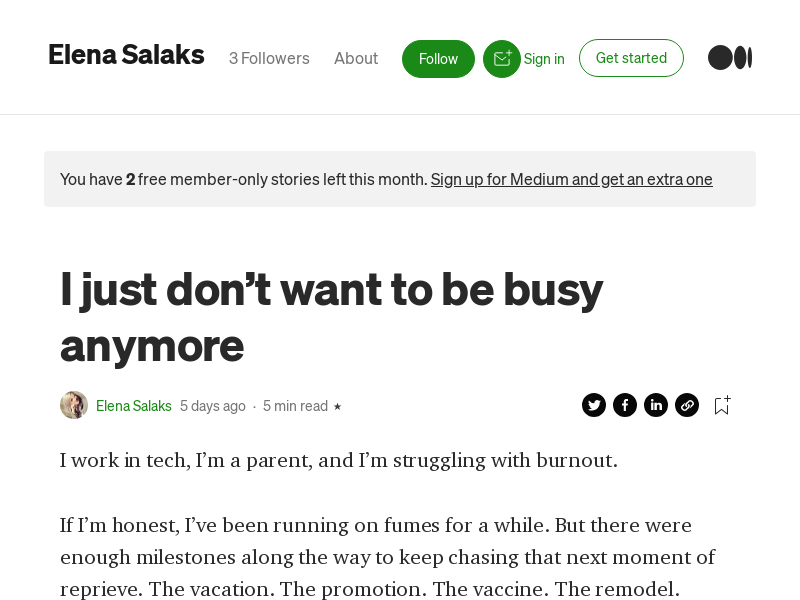 Elena Salaks 3 Followers About Follow Sign in Get started
You have 2 free member-only stories left this month. Sign up for Medium and get an extra one
I just don’t want to be busy
anymore
Elena Salaks 5 days ago · 5 min read ★
I work in tech, I’m a parent, and I’m struggling with burnout.
If I’m honest, I’ve been running on fumes for a while. But there were
enough milestones along the way to keep chasing that next moment of
reprieve. The vacation. The promotion. The vaccine. The remodel.